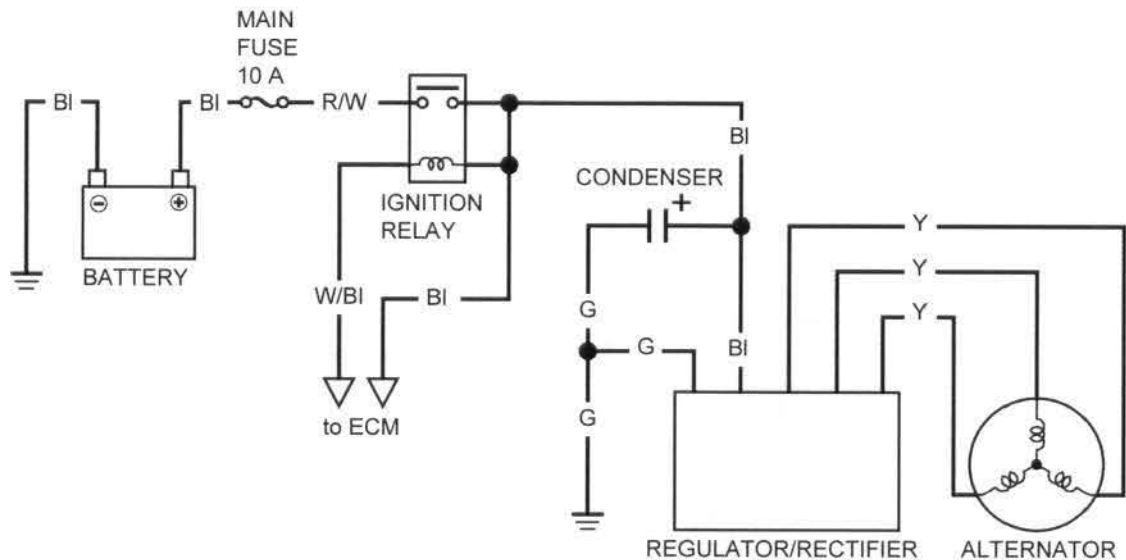 MAIN
FUSE
10 A
Bl
Bl
R/W
Bl
CONDENSER
+
IGNITION
RELAY
Y
Y
Y
BATTERY
W/Bl
Bl
G
G
Bl
G
to ECM
REGULATOR/RECTIFIER
ALTERNATOR